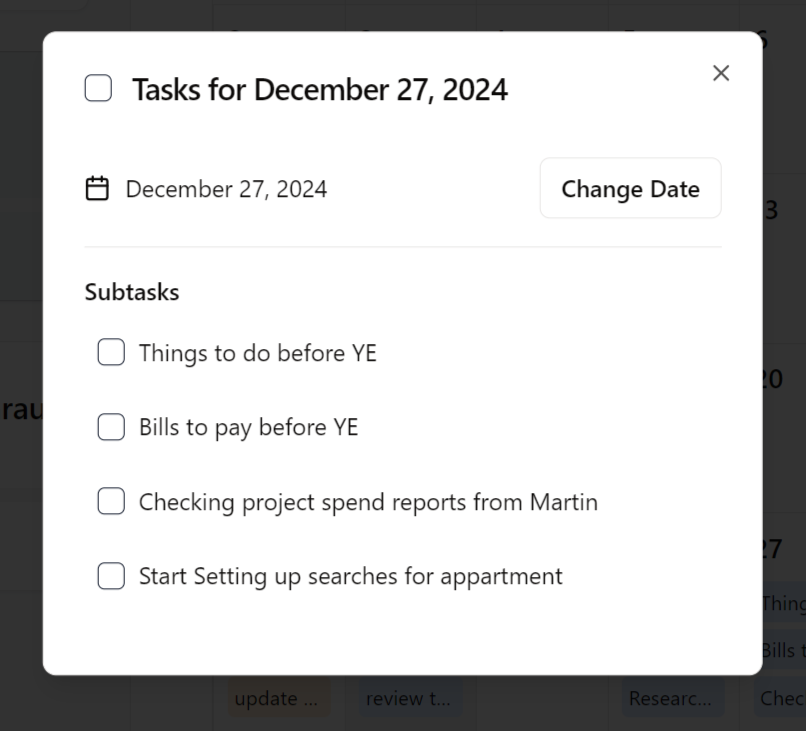 Tasks for December 27, 2024
December 27, 2024
Change Date
Subtasks
Things to do before YE
Bills to pay before YE
Checking project spend reports from Martin
Start Setting up searches for appartment
6
3
20
rau
27
Thing
Bills t
update ...
review t...
Researc...
Chec